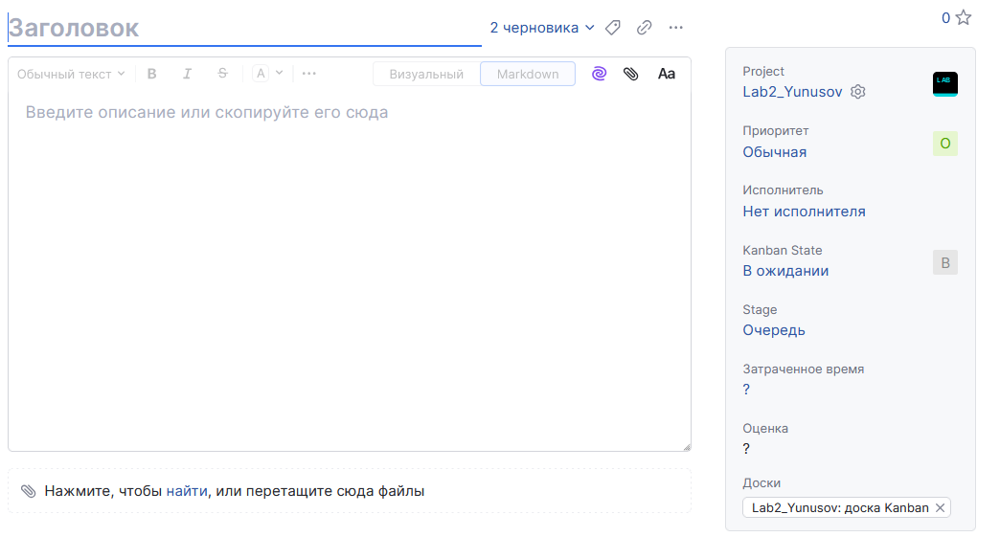 Заголовок
2 черновика
0
Обычный текст B I S A Визуальный Markdown Aa
Введите описание или скопируйте его сюда
Нажмите, чтобы найти, или перетащите сюда файлы
Project
Lab2_Yunusov
LAB
Приоритет
Обычная
О
Исполнитель
Нет исполнителя
Kanban State
В ожидании
В
Stage
Очередь
Затраченное время
?
Оценка
?
Доски
Lab2_Yunusov: доска Kanban